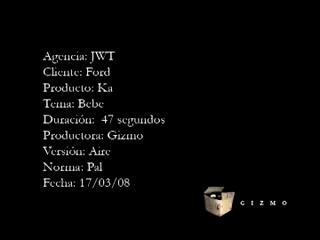 Agencia: JWT
Cliente: Ford
Producto: Ka
Tema: Bebe
Duración: 47 segundos
Productora: Gizmo
Versión: Aire
Norma: Pal
Fecha: 17/03/08
GIZMO